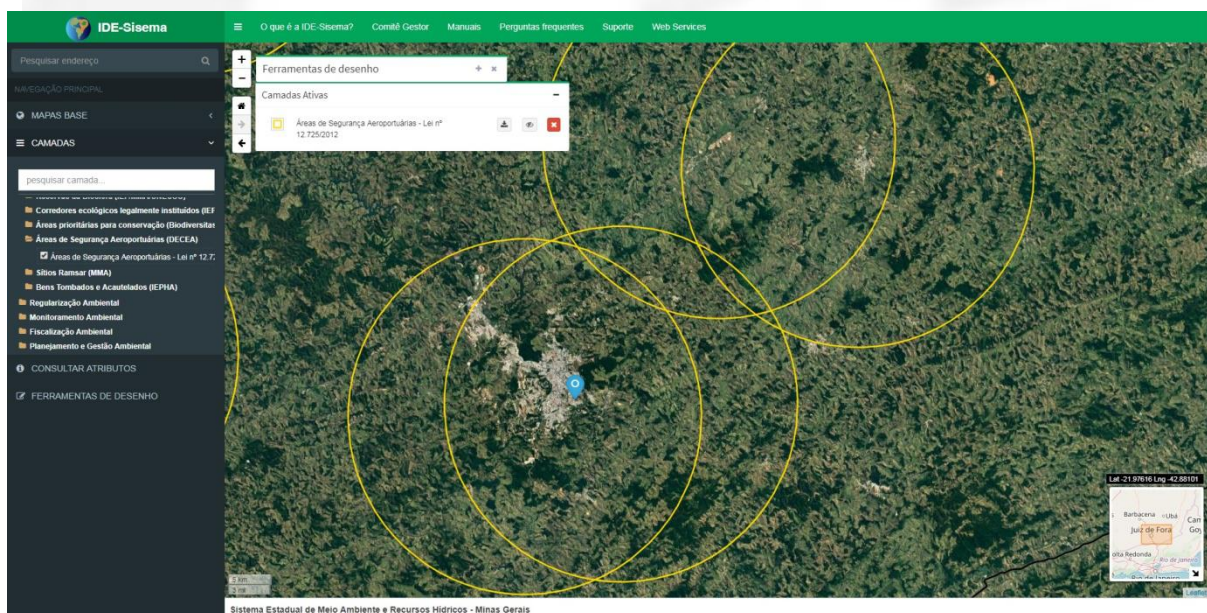 IDE-Sisema
O que é a IDE-Sisema?
Comitê Gestor
Manuais
Perguntas frequentes
Suporte
Web Services
Pesquisar endereço
NAVEGAÇÃO PRINCIPAL
MAPAS BASE
CAMADAS
pesquisar camada...
Corredores ecológicos legalmente instituídos (IEF
Áreas prioritárias para conservação (Biodiversitas
Áreas de Segurança Aeroportuárias (DECEA)
Áreas de Segurança Aeroportuárias - Lei nº 12.7
Sítios Ramsar (MMA)
Bens Tombados e Acautelados (IEPHA)
Regularização Ambiental
Monitoramento Ambiental
Fiscalização Ambiental
Planejamento e Gestão Ambiental
CONSULTAR ATRIBUTOS
FERRAMENTAS DE DESENHO
Ferramentas de desenho
Camadas Ativas
Áreas de Segurança Aeroportuárias - Lei nº
12.725/2012
O
Lat -21.97616 Lng -42.88101
Barbacena
Ubá
Juiz de Fora
olta Redonda
Rio de Janeiro
5 km
3 mi
Leaflet
Sistema Estadual de Meio Ambiente e Recursos Hídricos - Minas Gerais